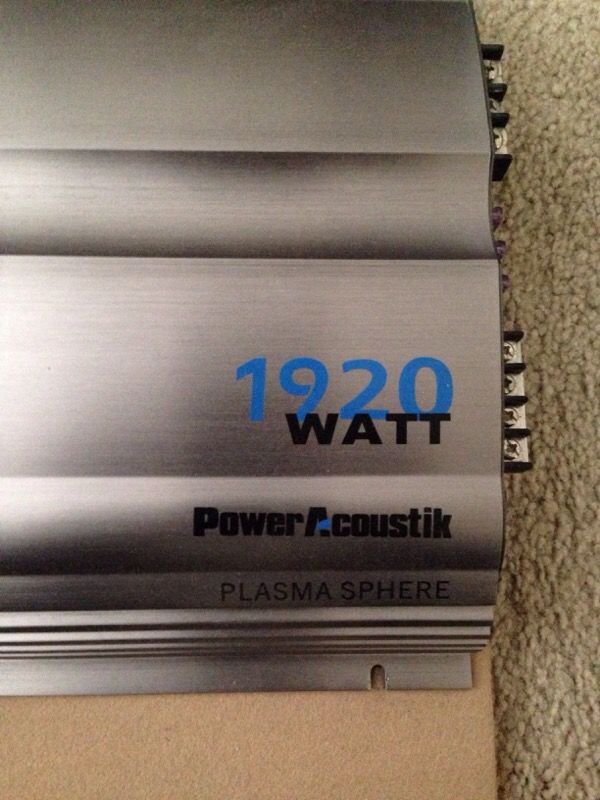 1920
WATT
PowerAcoustik
PLASMA SPHERE